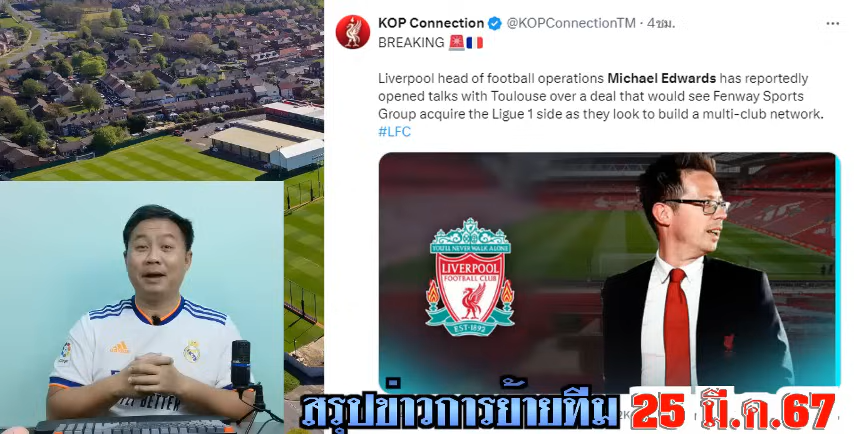 KOP Connection @KOPConnectionTM · 4ชม.
BREAKING
Liverpool head of football operations Michael Edwards has reportedly
opened talks with Toulouse over a deal that would see Fenway Sports
Group acquire the Ligue 1 side as they look to build a multi-club network.
#LFC
YOU'LL NEVER WALK ALONE
LIVERPOOL
FOOTBALL CLUB
EST·1892
adidas
BETTER
สรุปข่าวการย้ายทีม 25 มี.ค.67